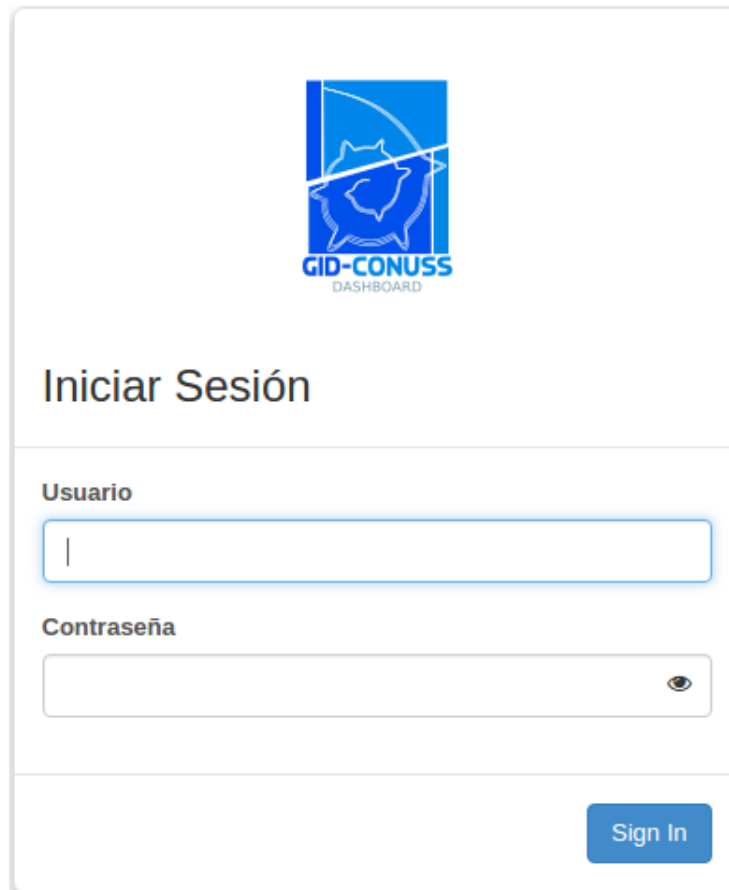 GID-CONUSS
DASHBOARD
Iniciar Sesión
Usuario
Contraseña
Sign In